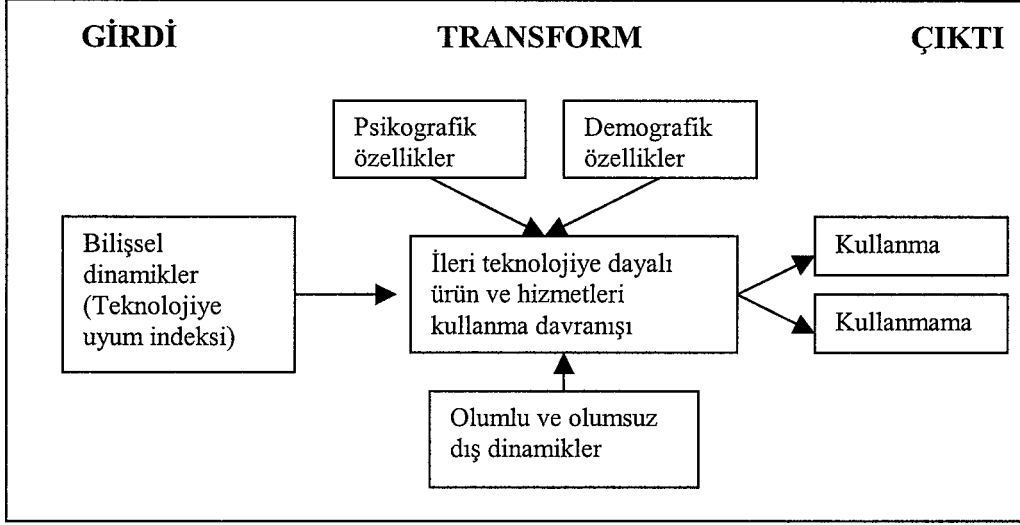 GİRDİ
TRANSFORM
ÇIKTI
Psikografik
özellikler
Demografik
özellikler
Bilişsel
dinamikler
(Teknolojiye
uyum indeksi)
İleri teknolojiye dayalı
ürün ve hizmetleri
kullanma davranışı
Kullanma
Kullanmama
Olumlu ve olumsuz
dış dinamikler